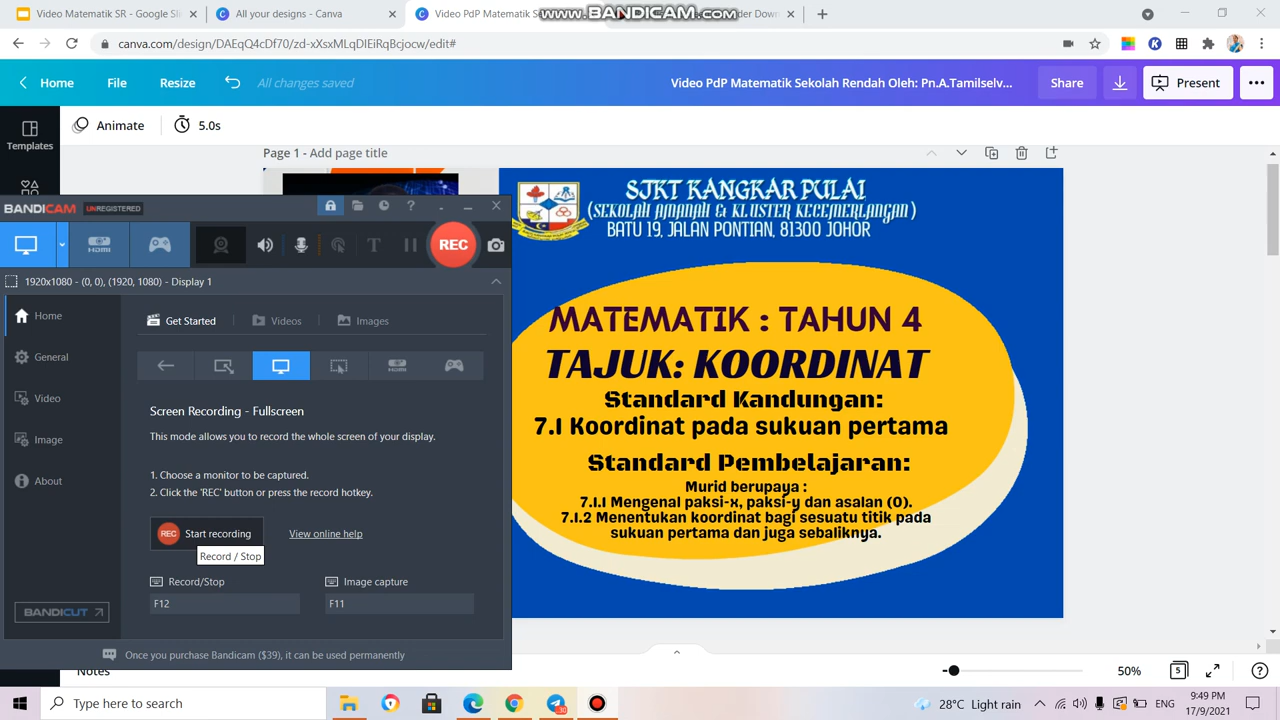 Video PdP Matematik SR - Google Sli
All your designs - Canva
Video PdP Matematik S
der Dow
www.BANDICAM.com
canva.com/design/DAEqQ4cDf70/zd-xXsxMLqDIEiRqBcjocw/edit#
Home
File
Resize
All changes saved
Video PdP Matematik Sekolah Rendah Oleh: Pn.A.Tamilselv...
Share
Present
Animate
5.0s
Templates
Page 1 - Add page title
BANDICAM
UNREGISTERED
REC
1920x1080 - (0, 0), (1920, 1080) - Display 1
Home
General
Video
Image
About
BANDICUT
Get Started
Videos
Images
HDMI
HDMI
Screen Recording - Fullscreen
This mode allows you to record the whole screen of your display.
1. Choose a monitor to be captured.
2. Click the 'REC' button or press the record hotkey.
REC
Start recording
View online help
Record / Stop
Record/Stop
Image capture
F12
F11
Once you purchase Bandicam ($39), it can be used permanently
SJKT KANGKAR PULAI
(SEKOLAH AMANAH & KLUSTER KECEMERLANGAN)
BATU 19, JALAN PONTIAN, 81300 JOHOR
MATEMATIK : TAHUN 4
TAJUK: KOORDINAT
Standard Kandungan:
7.1 Koordinat pada sukuan pertama
Standard Pembelajaran:
Murid berupaya :
7.1.1 Mengenal paksi-x, paksi-y dan asalan (O).
7.1.2 Menentukan koordinat bagi sesuatu titik pada
sukuan pertama dan juga sebaliknya.
Notes
50%
5
Type here to search
28°C Light rain
9:49 PM
17/9/2021